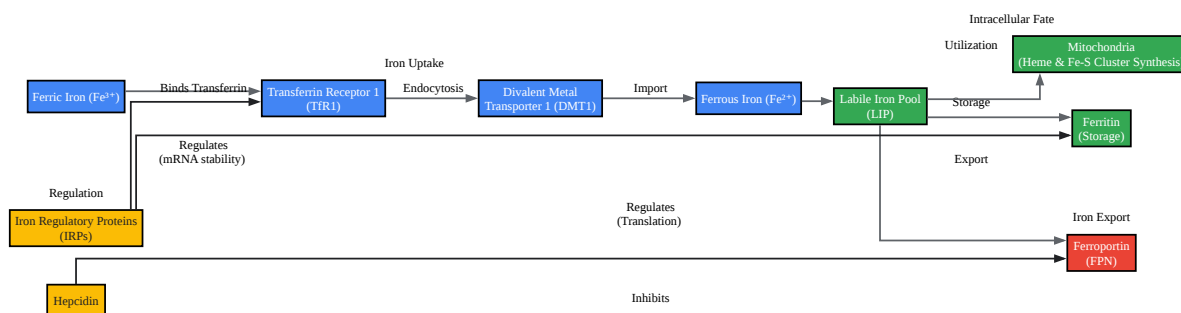 Intracellular Fate
Utilization
Mitochondria
(Heme & Fe-S Cluster Synthesis)
Iron Uptake
Ferric Iron (Fe³⁺)
Binds Transferrin
Transferrin Receptor 1
(TfR1)
Endocytosis
Divalent Metal
Transporter 1 (DMT1)
Import
Ferrous Iron (Fe²⁺)
Labile Iron Pool
(LIP)
Storage
Ferritin
(Storage)
Regulates
(mRNA stability)
Export
Regulation
Iron Regulatory Proteins
(IRPs)
Regulates
(Translation)
Iron Export
Ferroportin
(FPN)
Hepcidin
Inhibits